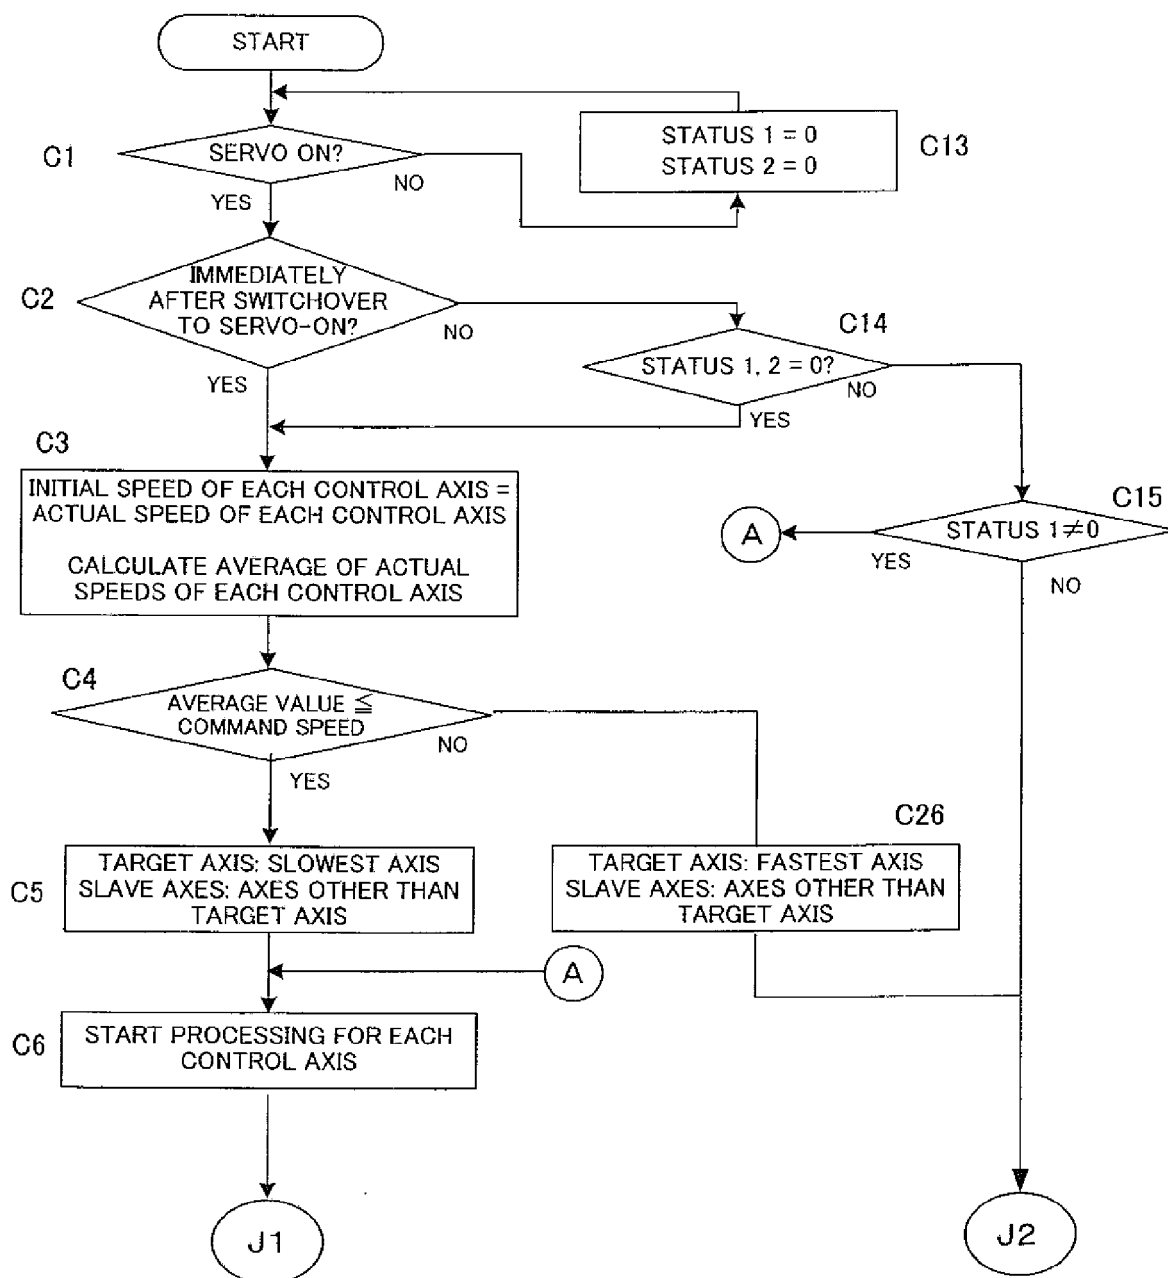 START
C1
SERVO ON?
YES
NO
STATUS 1 = 0
STATUS 2 = 0
C13
C2
IMMEDIATELY
AFTER SWITCHOVER
TO SERVO-ON?
NO
YES
C14
STATUS 1, 2 = 0?
NO
YES
C3
INITIAL SPEED OF EACH CONTROL AXIS =
ACTUAL SPEED OF EACH CONTROL AXIS
CALCULATE AVERAGE OF ACTUAL
SPEEDS OF EACH CONTROL AXIS
C15
STATUS 1≠0
A
YES
NO
C4
AVERAGE VALUE ≦
COMMAND SPEED
NO
YES
C5
TARGET AXIS: SLOWEST AXIS
SLAVE AXES: AXES OTHER THAN
TARGET AXIS
C26
TARGET AXIS: FASTEST AXIS
SLAVE AXES: AXES OTHER THAN
TARGET AXIS
A
C6
START PROCESSING FOR EACH
CONTROL AXIS
J1
J2